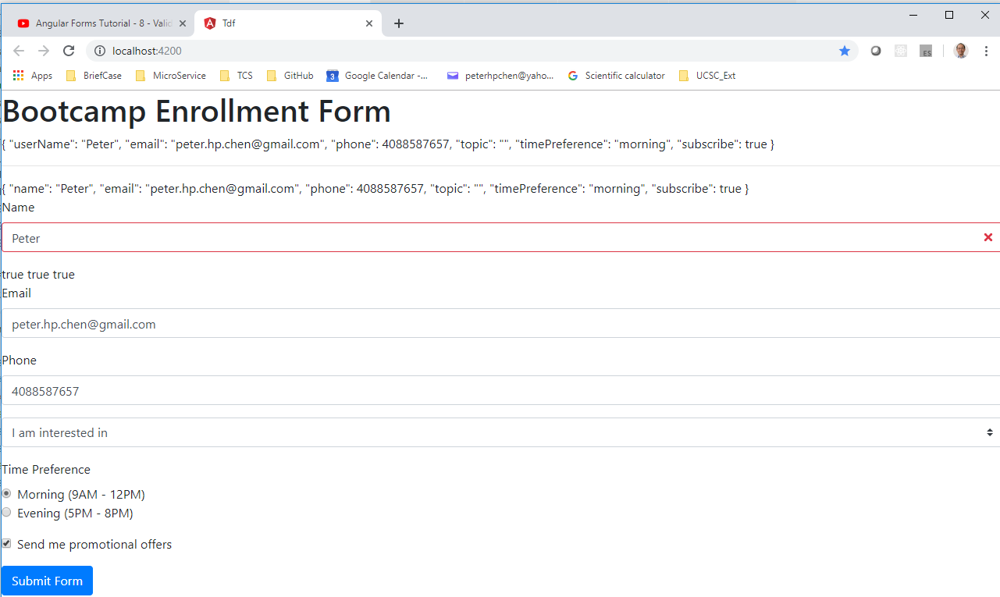 Angular Forms Tutorial - 8 - Valid
Tdf
localhost:4200
ES
Apps BriefCase MicroService TCS GitHub 3 Google Calendar -... peterhpchen@yaho... Scientific calculator UCSC_Ext
Bootcamp Enrollment Form
{ "userName": "Peter", "email": "peter.hp.chen@gmail.com", "phone": 4088587657, "topic": "", "timePreference": "morning", "subscribe": true }
{ "name": "Peter", "email": "peter.hp.chen@gmail.com", "phone": 4088587657, "topic": "", "timePreference": "morning", "subscribe": true }
Name
Peter
true true true
Email
peter.hp.chen@gmail.com
Phone
4088587657
I am interested in
Time Preference
Morning (9AM - 12PM)
Evening (5PM - 8PM)
Send me promotional offers
Submit Form